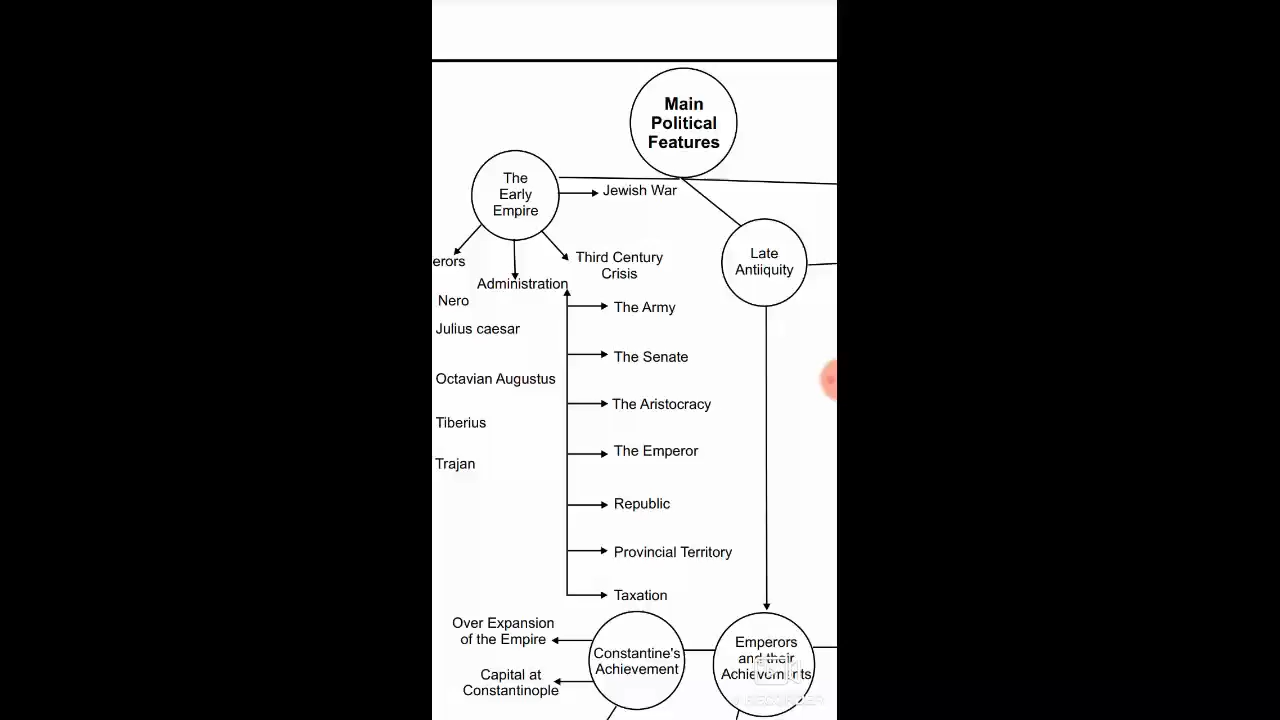 Main
Political
Features
The
Early
Empire
Jewish War
Late
Antiiquity
erors
Third Century
Crisis
Administration
Nero
The Army
Julius caesar
The Senate
Octavian Augustus
The Aristocracy
Tiberius
The Emperor
Trajan
Republic
Provincial Territory
Taxation
Over Expansion
of the Empire
Constantine's
Achievement
Emperors
and their
Achievements
Capital at
Constantinople